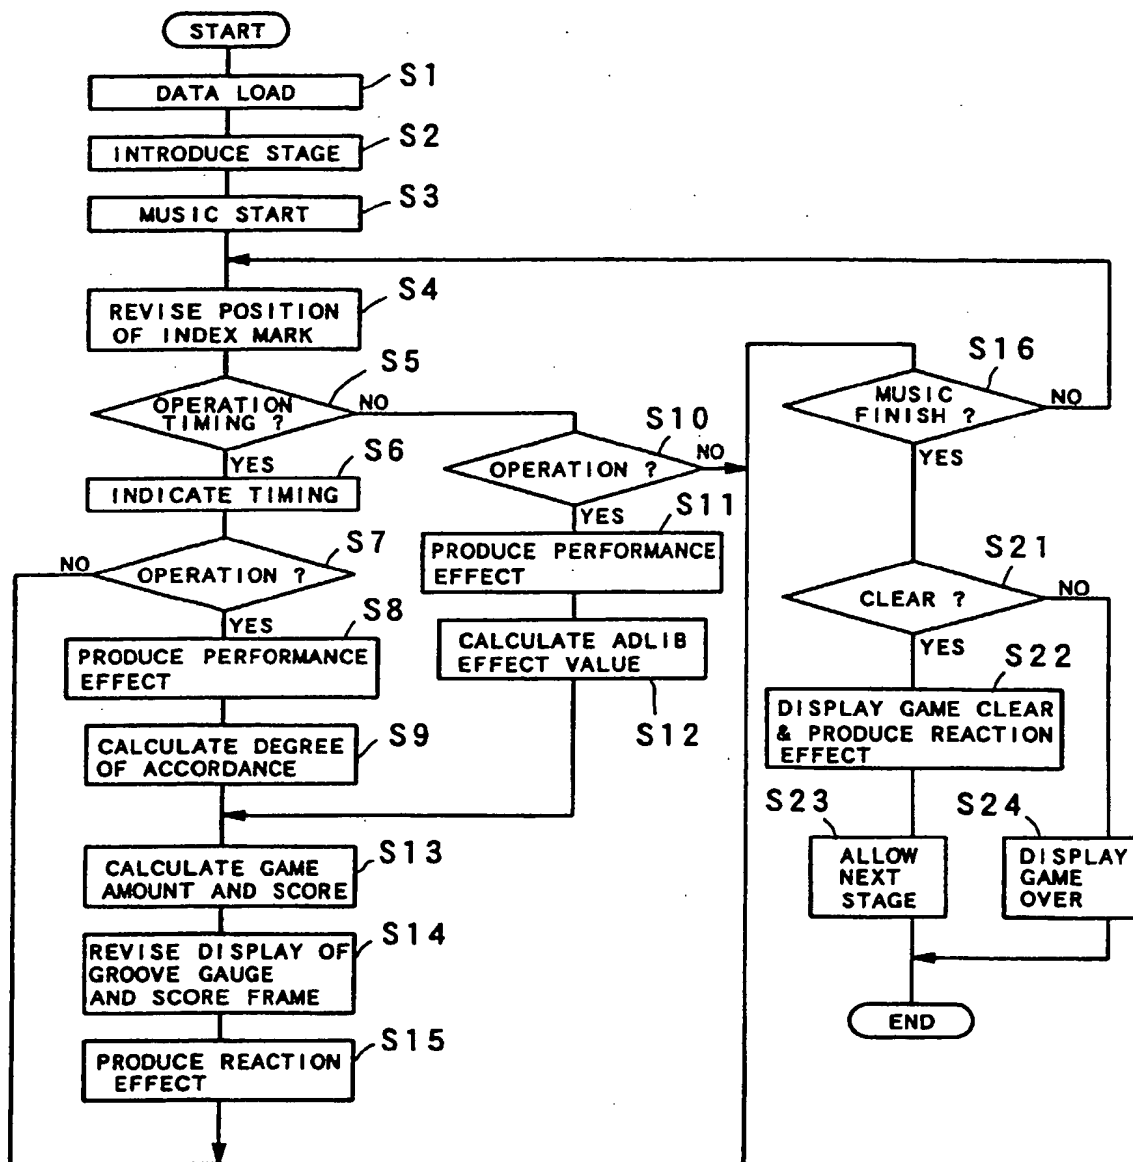 START
DATA LOAD
S1
INTRODUCE STAGE
S2
MUSIC START
S3
REVISE POSITION
OF INDEX MARK
S4
OPERATION
TIMING ?
S5
NO
YES
INDICATE TIMING
S6
OPERATION ?
S7
NO
YES
PRODUCE PERFORMANCE
EFFECT
S8
CALCULATE DEGREE
OF ACCORDANCE
S9
OPERATION ?
S10
NO
YES
PRODUCE PERFORMANCE
EFFECT
S11
CALCULATE ADLIB
EFFECT VALUE
S12
CALCULATE GAME
AMOUNT AND SCORE
S13
REVISE DISPLAY OF
GROOVE GAUGE
AND SCORE FRAME
S14
PRODUCE REACTION
EFFECT
S15
MUSIC
FINISH ?
S16
NO
YES
CLEAR ?
S21
NO
YES
DISPLAY GAME CLEAR
& PRODUCE REACTION
EFFECT
S22
ALLOW
NEXT
STAGE
S23
DISPLAY
GAME
OVER
S24
END